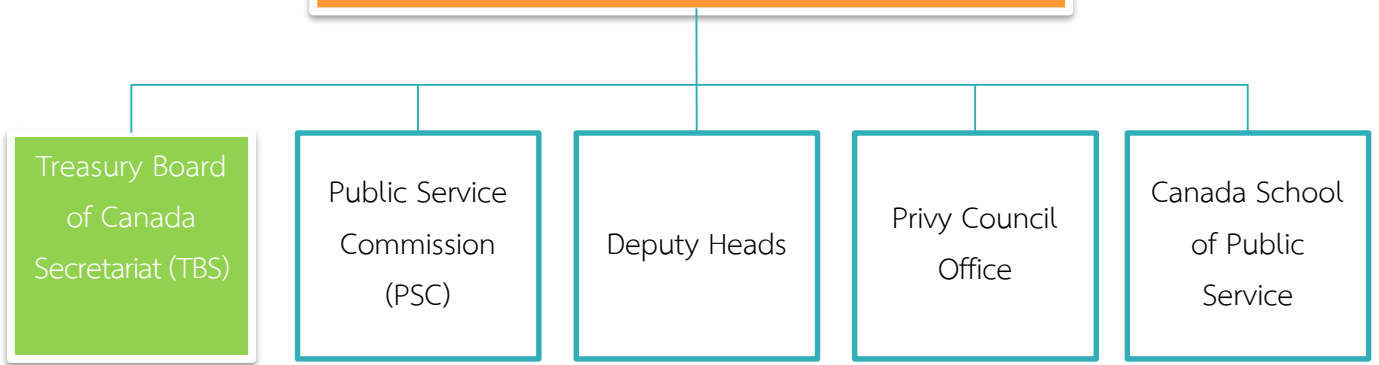 Treasury Board
of Canada
Secretariat (TBS)
Public Service
Commission
(PSC)
Deputy Heads
Privy Council
Office
Canada School
of Public
Service